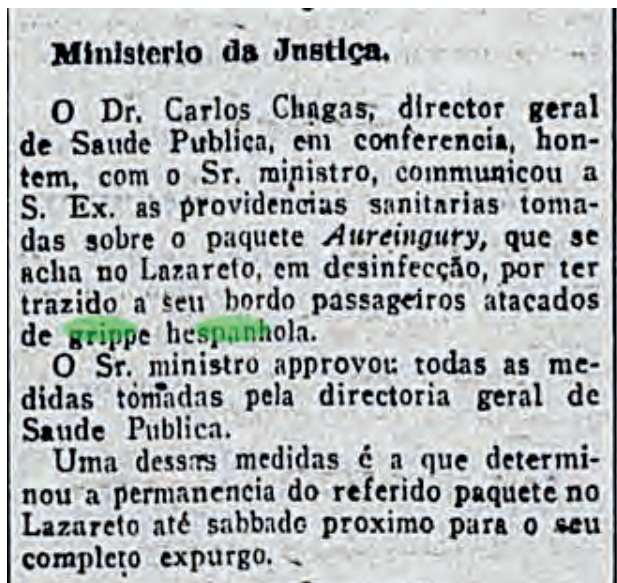 Ministerio da Justiça.
O Dr. Carlos Chagas, director geral
de Saude Publica, em conferencia, hon-
tem, com o Sr. ministro, communicou a
S. Ex. as providencias sanitarias toma-
das sobre o paquete Aureingury, que se
acha no Lazareto, em desinfecção, por ter
trazido a seu bordo passageiros atacados
de grippe hespanhola.
O Sr. ministro approvou todas as me-
didas tomadas pela directoria geral de
Saude Publica.
Uma dessas medidas é a que determi-
nou a permanencia do referido paquete no
Lazareto até sabbado proximo para o seu
completo expurgo.